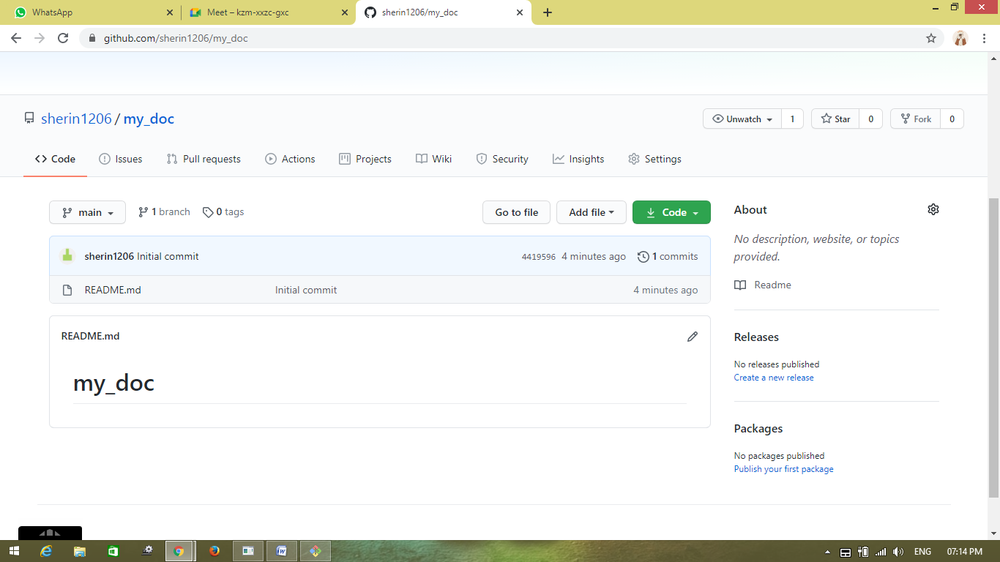 WhatsApp
Meet – kzm-xxzc-gxc
sherin1206/my_doc
github.com/sherin1206/my_doc
sherin1206 / my_doc
Unwatch 1
Star 0
Fork 0
Code
Issues
Pull requests
Actions
Projects
Wiki
Security
Insights
Settings
main
1 branch
0 tags
Go to file
Add file
Code
sherin1206 Initial commit
4419596 4 minutes ago
1 commits
README.md
Initial commit
4 minutes ago
README.md
my_doc
About
No description, website, or topics
provided.
Readme
Releases
No releases published
Create a new release
Packages
No packages published
Publish your first package
ENG
07:14 PM